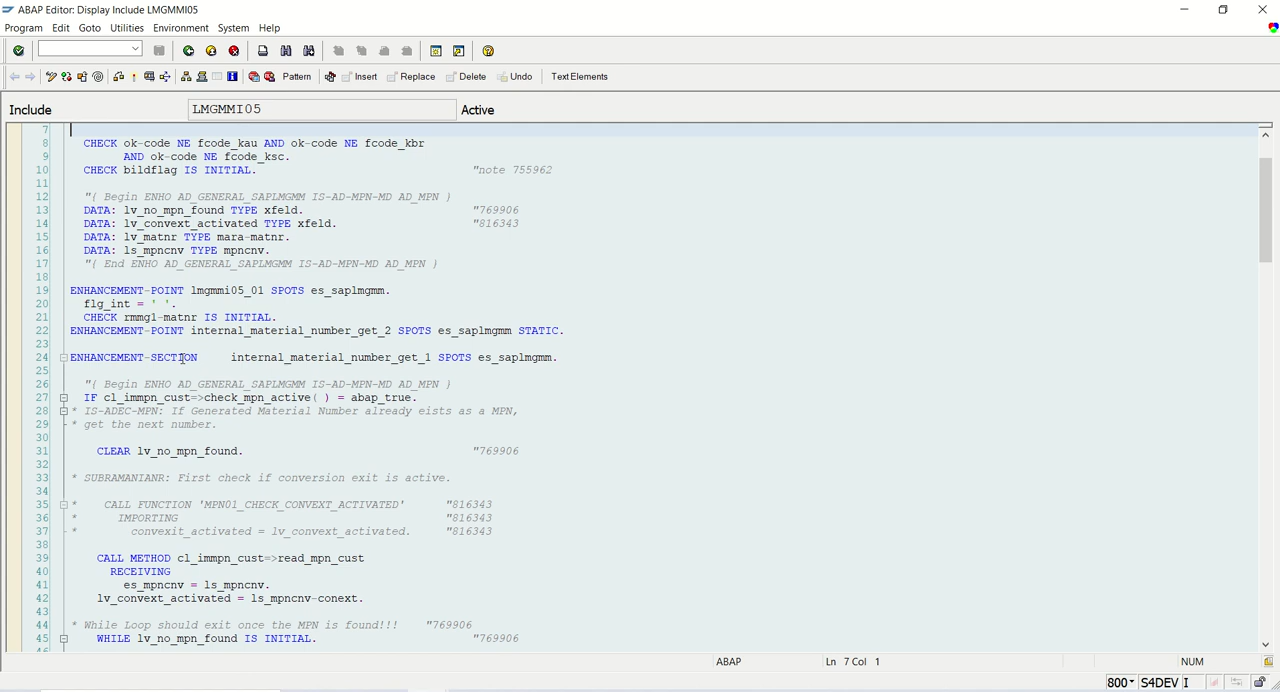 ABAP Editor: Display Include LMGMMI05
Program Edit Goto Utilities Environment System Help
Pattern Insert Replace Delete Undo Text Elements
Include LMGMMI05 Active
7
8 CHECK ok-code NE fcode_kau AND ok-code NE fcode_kbr
9 AND ok-code NE fcode_ksc.
10 CHECK bildflag IS INITIAL. "note 755962
11
12 "{ Begin ENHO AD_GENERAL_SAPLMGMM IS-AD-MPN-MD AD_MPN }
13 DATA: lv_no_mpn_found TYPE xfeld. "769906
14 DATA: lv_convext_activated TYPE xfeld. "816343
15 DATA: lv_matnr TYPE mara-matnr.
16 DATA: ls_mpncnv TYPE mpncnv.
17 "{ End ENHO AD_GENERAL_SAPLMGMM IS-AD-MPN-MD AD_MPN }
18
19 ENHANCEMENT-POINT lmgmmi05_01 SPOTS es_saplmgmm.
20 flg_int = ' '.
21 CHECK rmmg1-matnr IS INITIAL.
22 ENHANCEMENT-POINT internal_material_number_get_2 SPOTS es_saplmgmm STATIC.
23
24 ENHANCEMENT-SECTION internal_material_number_get_1 SPOTS es_saplmgmm.
25
26 "{ Begin ENHO AD_GENERAL_SAPLMGMM IS-AD-MPN-MD AD_MPN }
27 IF cl_immpn_cust=>check_mpn_active( ) = abap_true.
28 * IS-ADEC-MPN: If Generated Material Number already eists as a MPN,
29 * get the next number.
30
31 CLEAR lv_no_mpn_found. "769906
32
33 * SUBRAMANIANR: First check if conversion exit is active.
34
35 * CALL FUNCTION 'MPN01_CHECK_CONVEXT_ACTIVATED' "816343
36 * IMPORTING "816343
37 * convexit_activated = lv_convext_activated. "816343
38
39 CALL METHOD cl_immpn_cust=>read_mpn_cust
40 RECEIVING
41 es_mpncnv = ls_mpncnv.
42 lv_convext_activated = ls_mpncnv-conext.
43
44 * While Loop should exit once the MPN is found!!! "769906
45 WHILE lv_no_mpn_found IS INITIAL. "769906
ABAP Ln 7 Col 1 NUM
800 S4DEV I